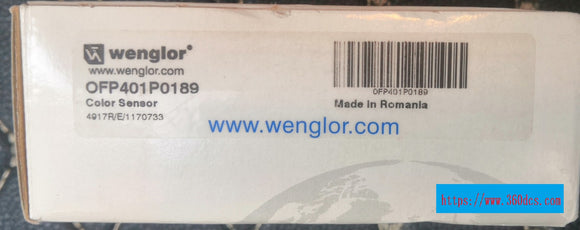 wenglor®
www.wenglor.com
OFP401P0189
Color Sensor
4917R/E/1170733
OFP401P0189
Made in Romania
www.wenglor.com
https://www.360dcs.com